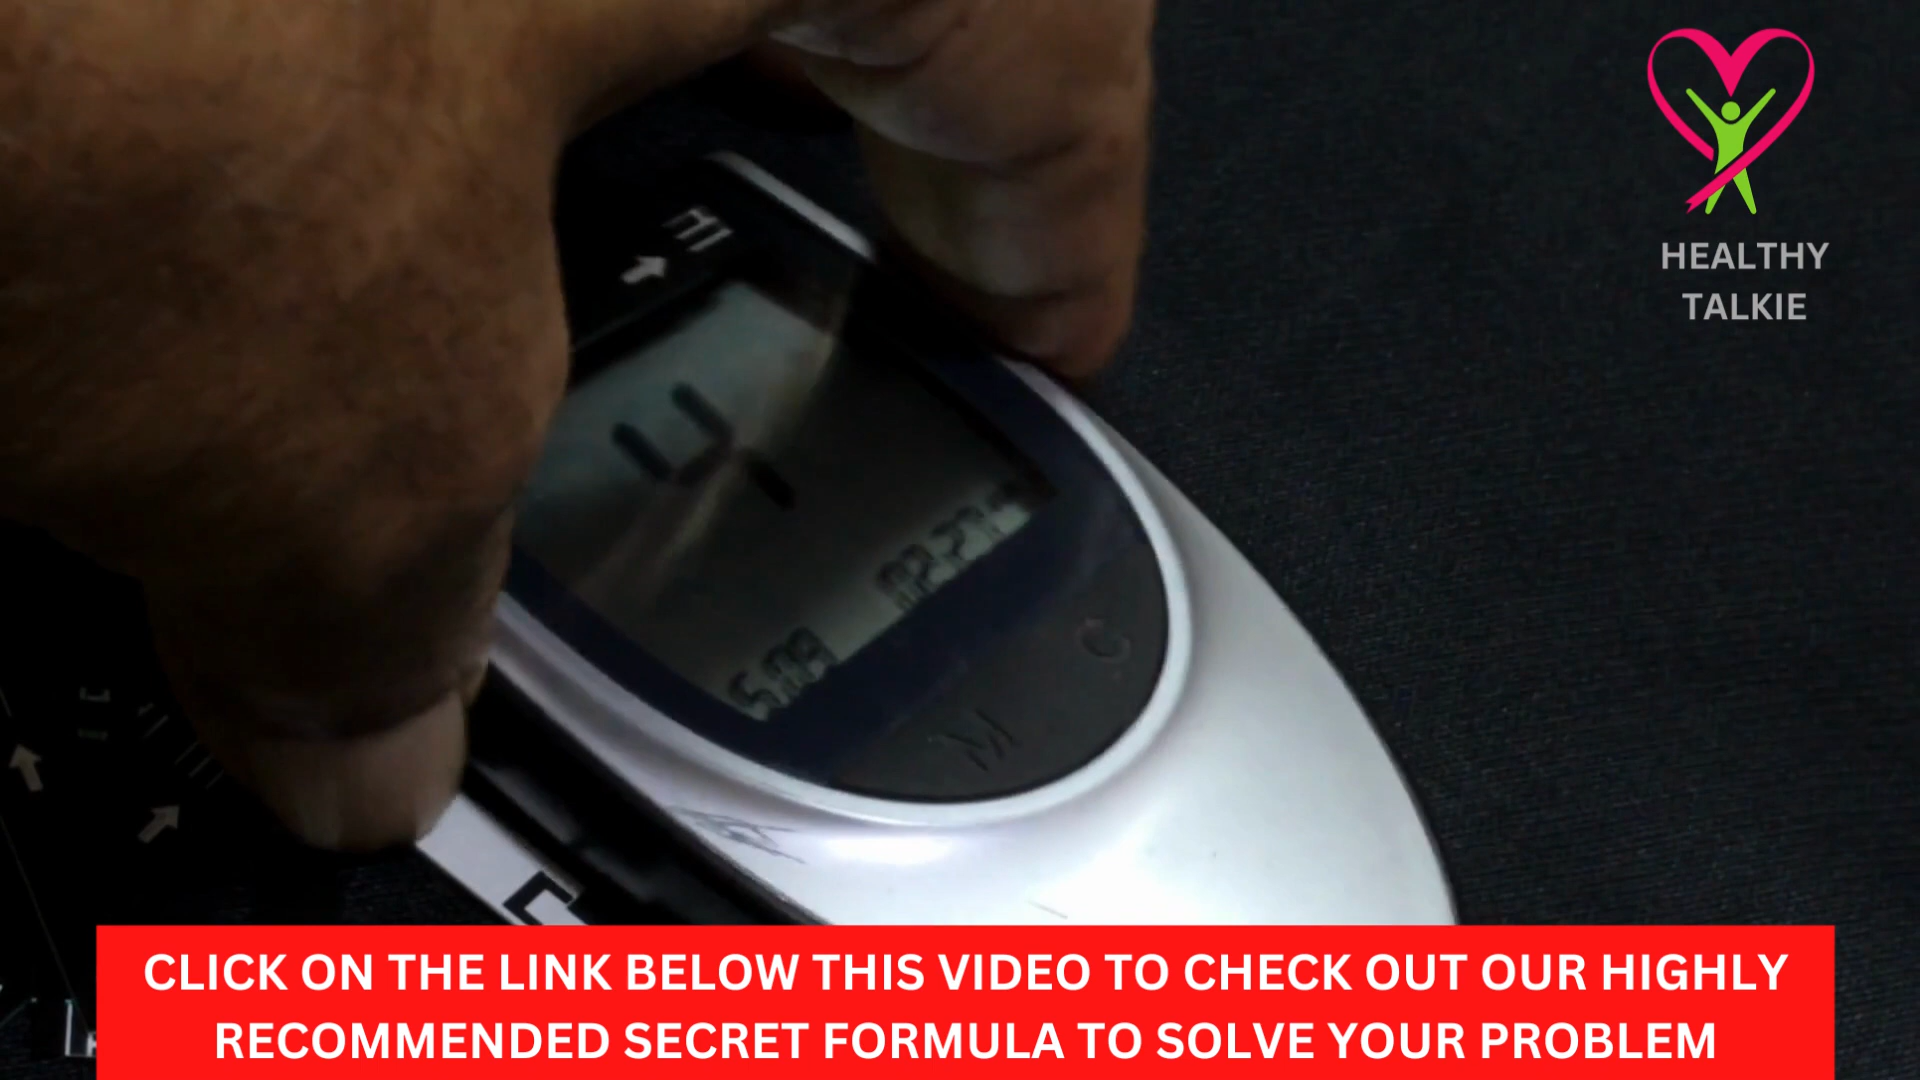 HEALTHY
TALKIE
M
C
CLICK ON THE LINK BELOW THIS VIDEO TO CHECK OUT OUR HIGHLY
RECOMMENDED SECRET FORMULA TO SOLVE YOUR PROBLEM